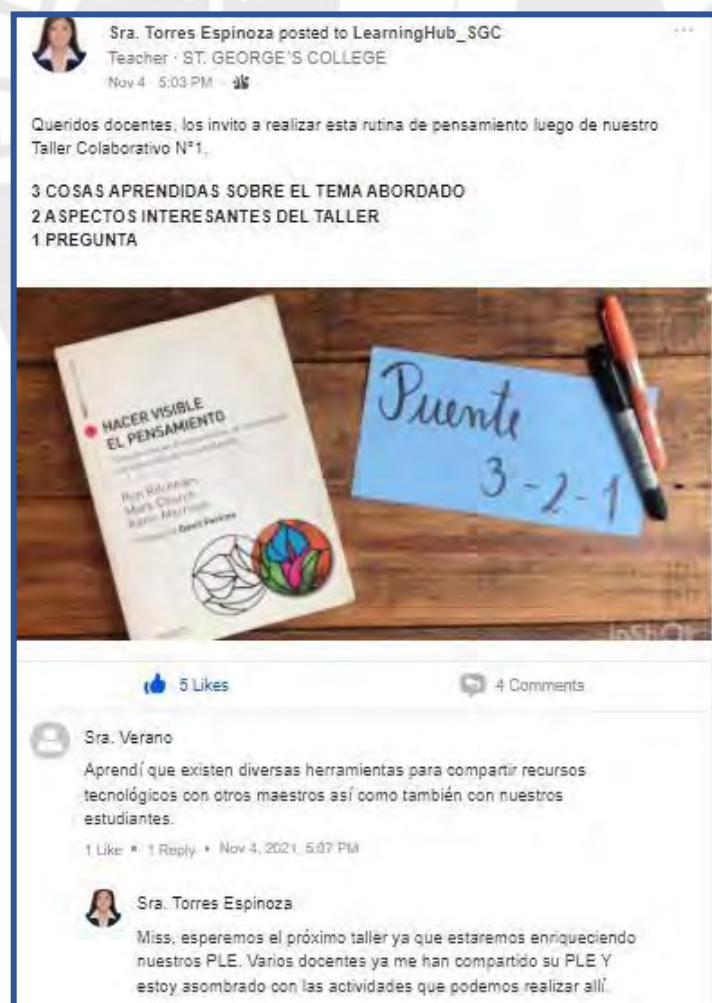 Sra. Torres Espinoza posted to LearningHub_SGC
Teacher · ST. GEORGE'S COLLEGE
Nov 4 · 5:03 PM
Queridos docentes, los invito a realizar esta rutina de pensamiento luego de nuestro
Taller Colaborativo N°1.
3 COSAS APRENDIDAS SOBRE EL TEMA ABORDADO
2 ASPECTOS INTERESANTES DEL TALLER
1 PREGUNTA
HACER VISIBLE
EL PENSAMIENTO
Ron Ritchhart
Mark Church
Karin Morrison
David Perkins
Puente
3-2-1
InShOt
5 Likes
4 Comments
Sra. Verano
Aprendí que existen diversas herramientas para compartir recursos
tecnológicos con otros maestros así como también con nuestros
estudiantes.
1 Like • 1 Reply • Nov 4, 2021, 5:07 PM
Sra. Torres Espinoza
Miss, esperemos el próximo taller ya que estaremos enriqueciendo
nuestros PLE. Varios docentes ya me han compartido su PLE Y
estoy asombrado con las actividades que podemos realizar allí.